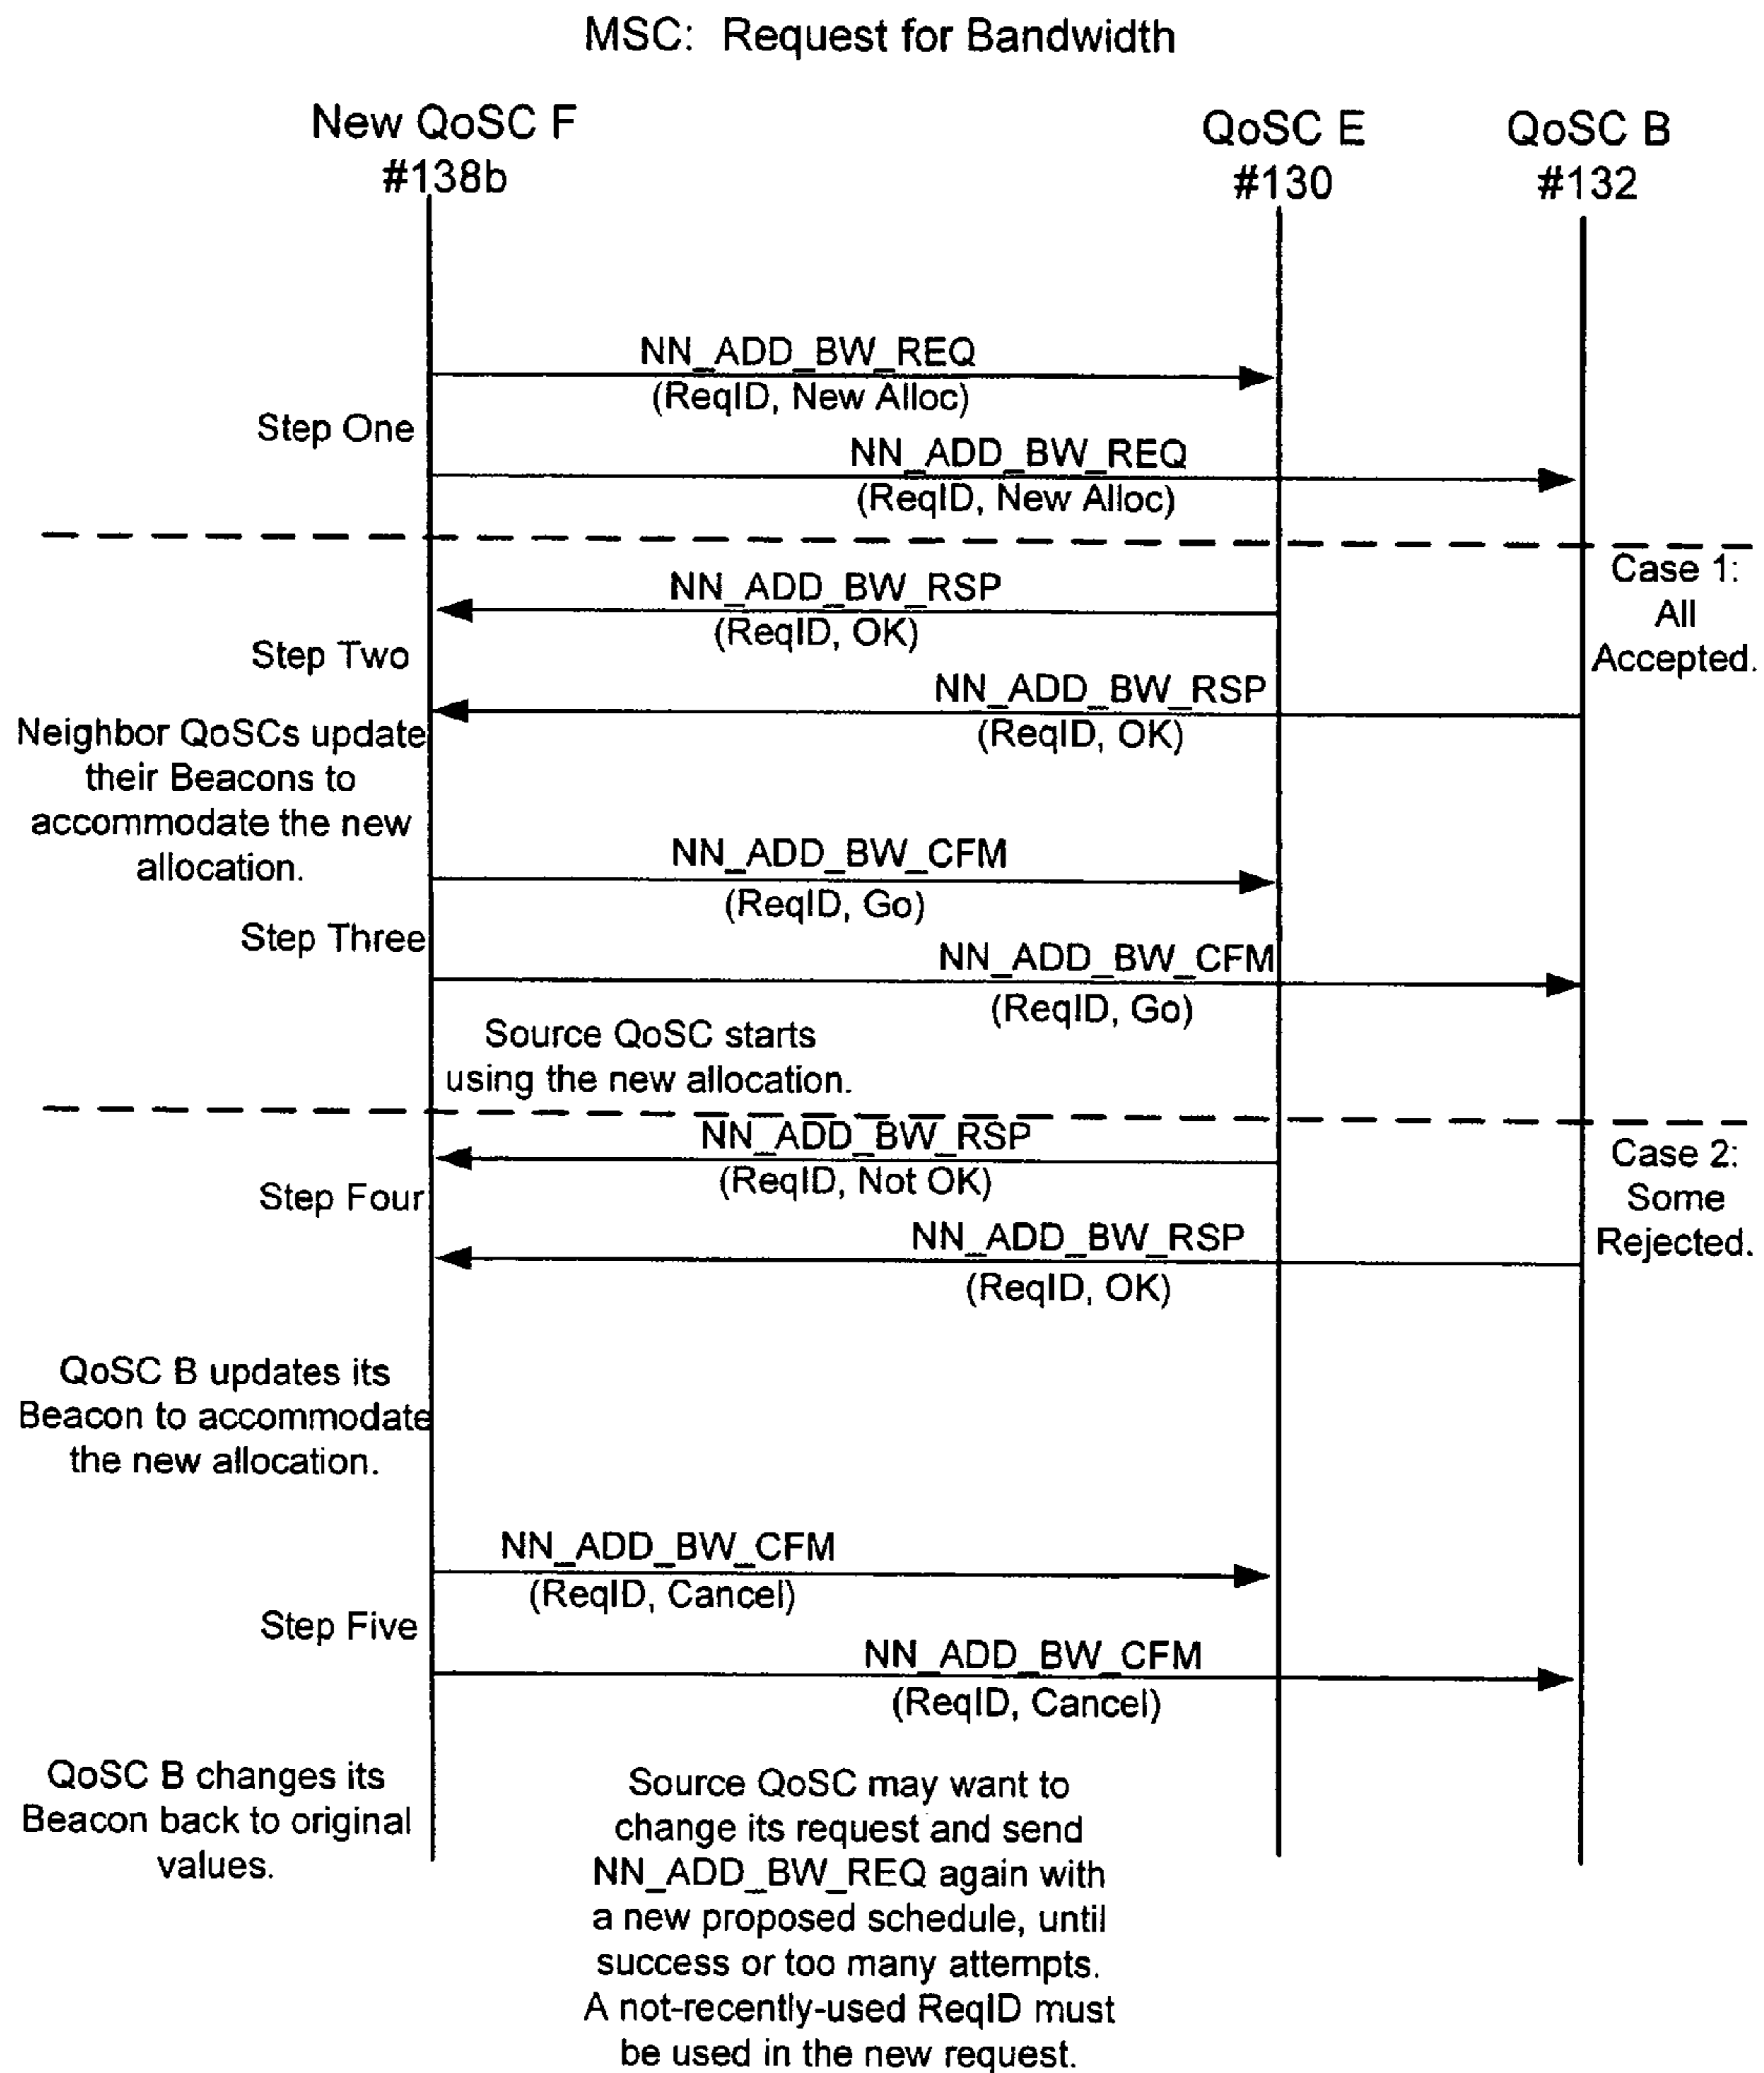 MSC: Request for Bandwidth
New QoSC F
#138b
QoSC E
#130
QoSC B
#132
NN_ADD_BW_REQ
(ReqID, New Alloc)
Step One
NN_ADD_BW_REQ
(ReqID, New Alloc)
Case 1:
All
Accepted.
NN_ADD_BW_RSP
(ReqID, OK)
Step Two
NN_ADD_BW_RSP
(ReqID, OK)
Neighbor QoSCs update
their Beacons to
accommodate the new
allocation.
NN_ADD_BW_CFM
(ReqID, Go)
Step Three
NN_ADD_BW_CFM
(ReqID, Go)
Source QoSC starts
using the new allocation.
NN_ADD_BW_RSP
(ReqID, Not OK)
Case 2:
Some
Rejected.
Step Four
NN_ADD_BW_RSP
(ReqID, OK)
QoSC B updates its
Beacon to accommodate
the new allocation.
NN_ADD_BW_CFM
(ReqID, Cancel)
Step Five
NN_ADD_BW_CFM
(ReqID, Cancel)
QoSC B changes its
Beacon back to original
values.
Source QoSC may want to
change its request and send
NN_ADD_BW_REQ again with
a new proposed schedule, until
success or too many attempts.
A not-recently-used ReqID must
be used in the new request.